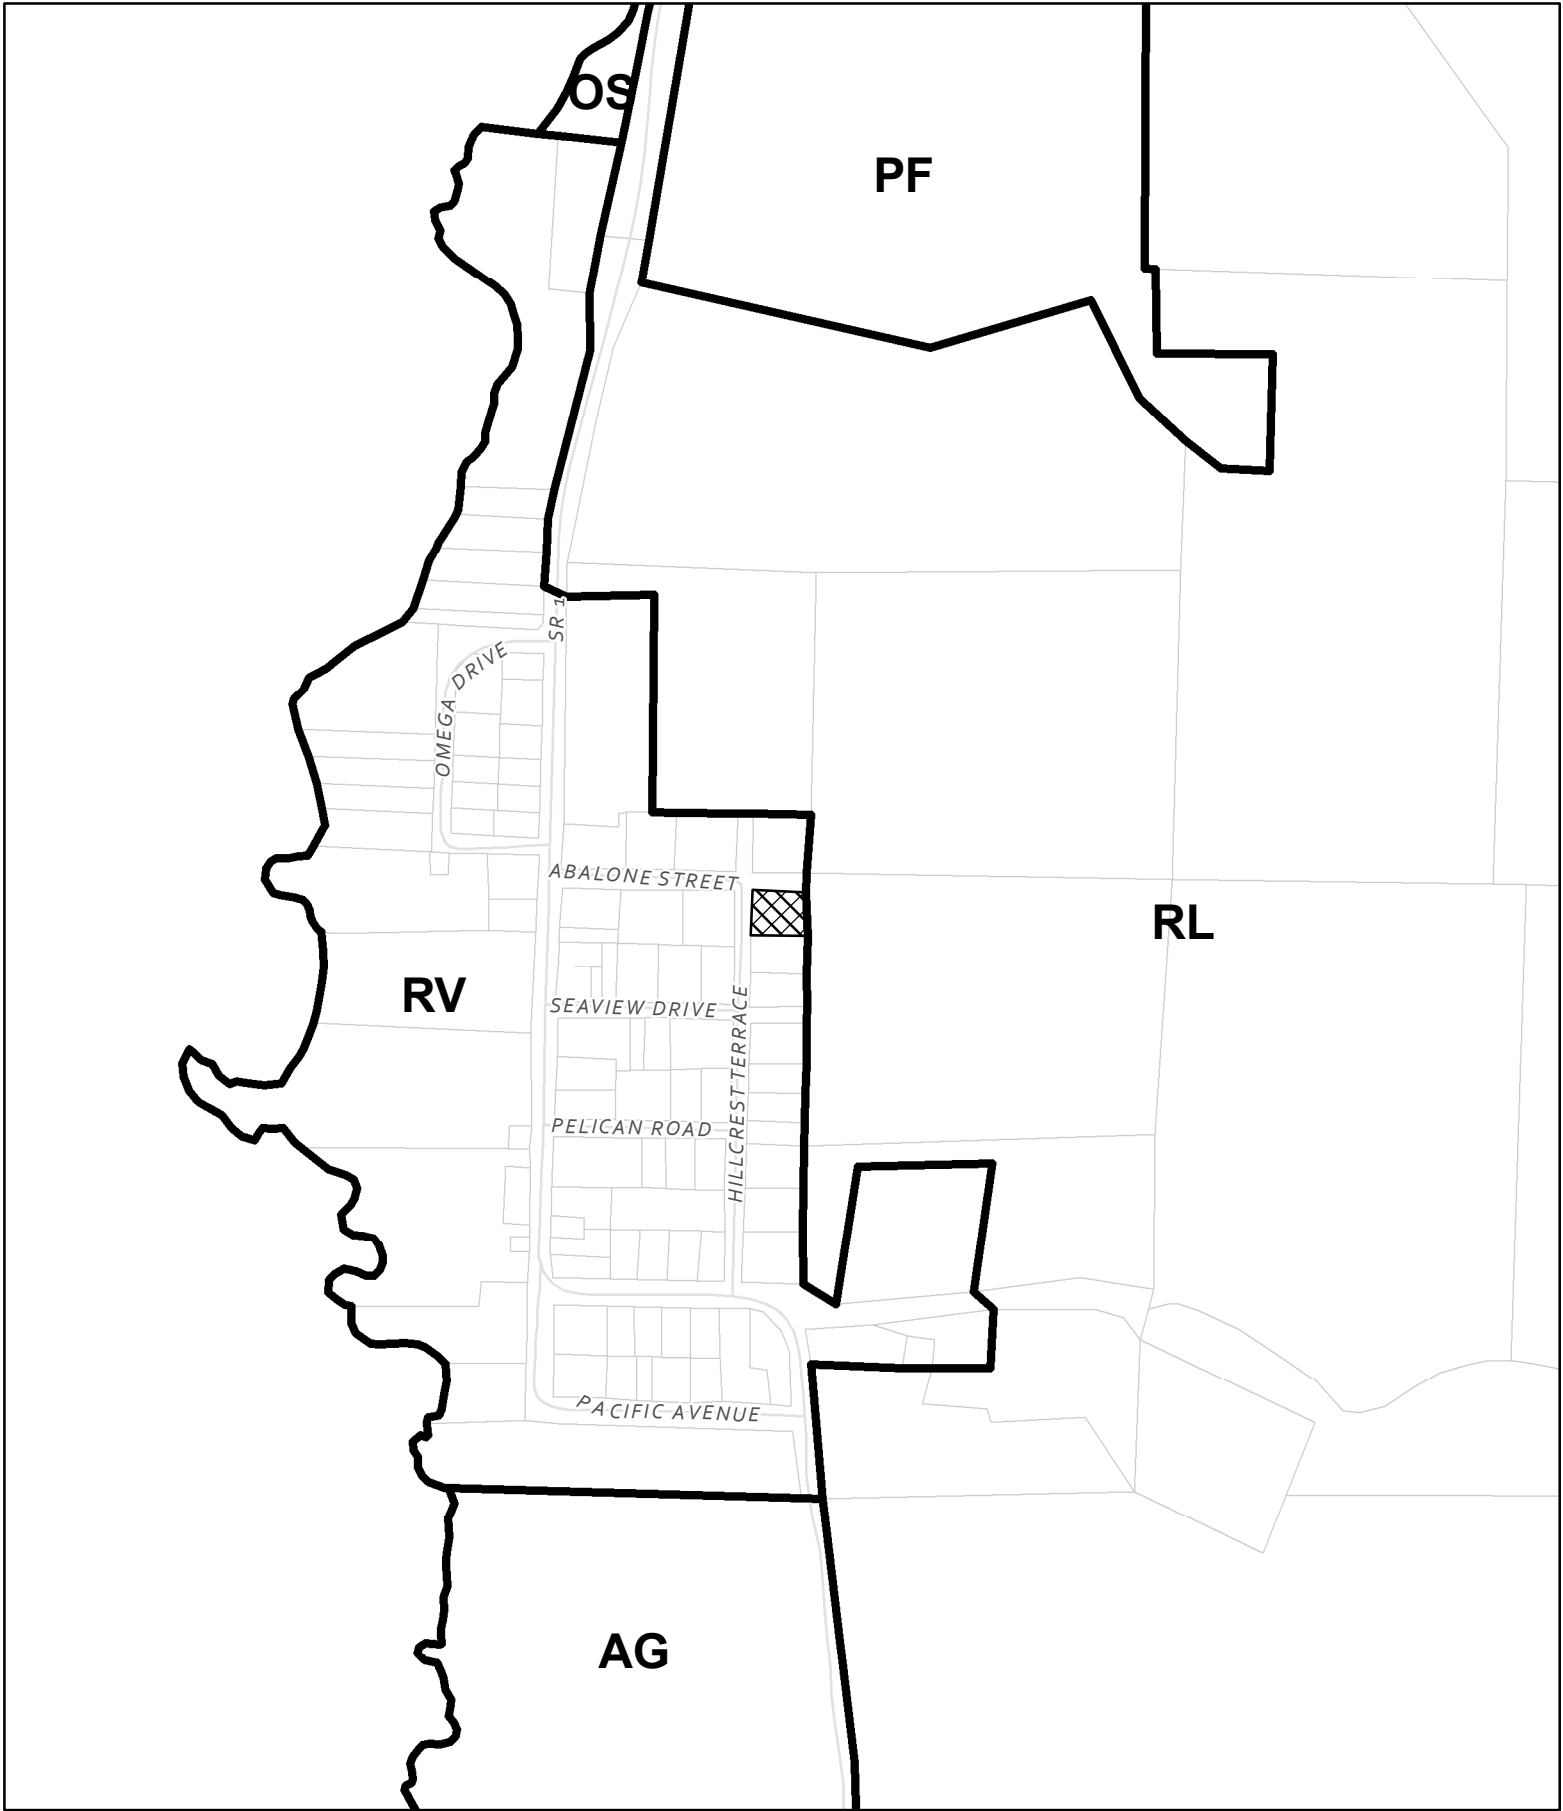 OS
PF
SR 1
OMEGA DRIVE
ABALONE STREET
RL
RV
SEAVIEW DRIVE
HILLCREST TERRACE
PELICAN ROAD
PACIFIC AVENUE
AG